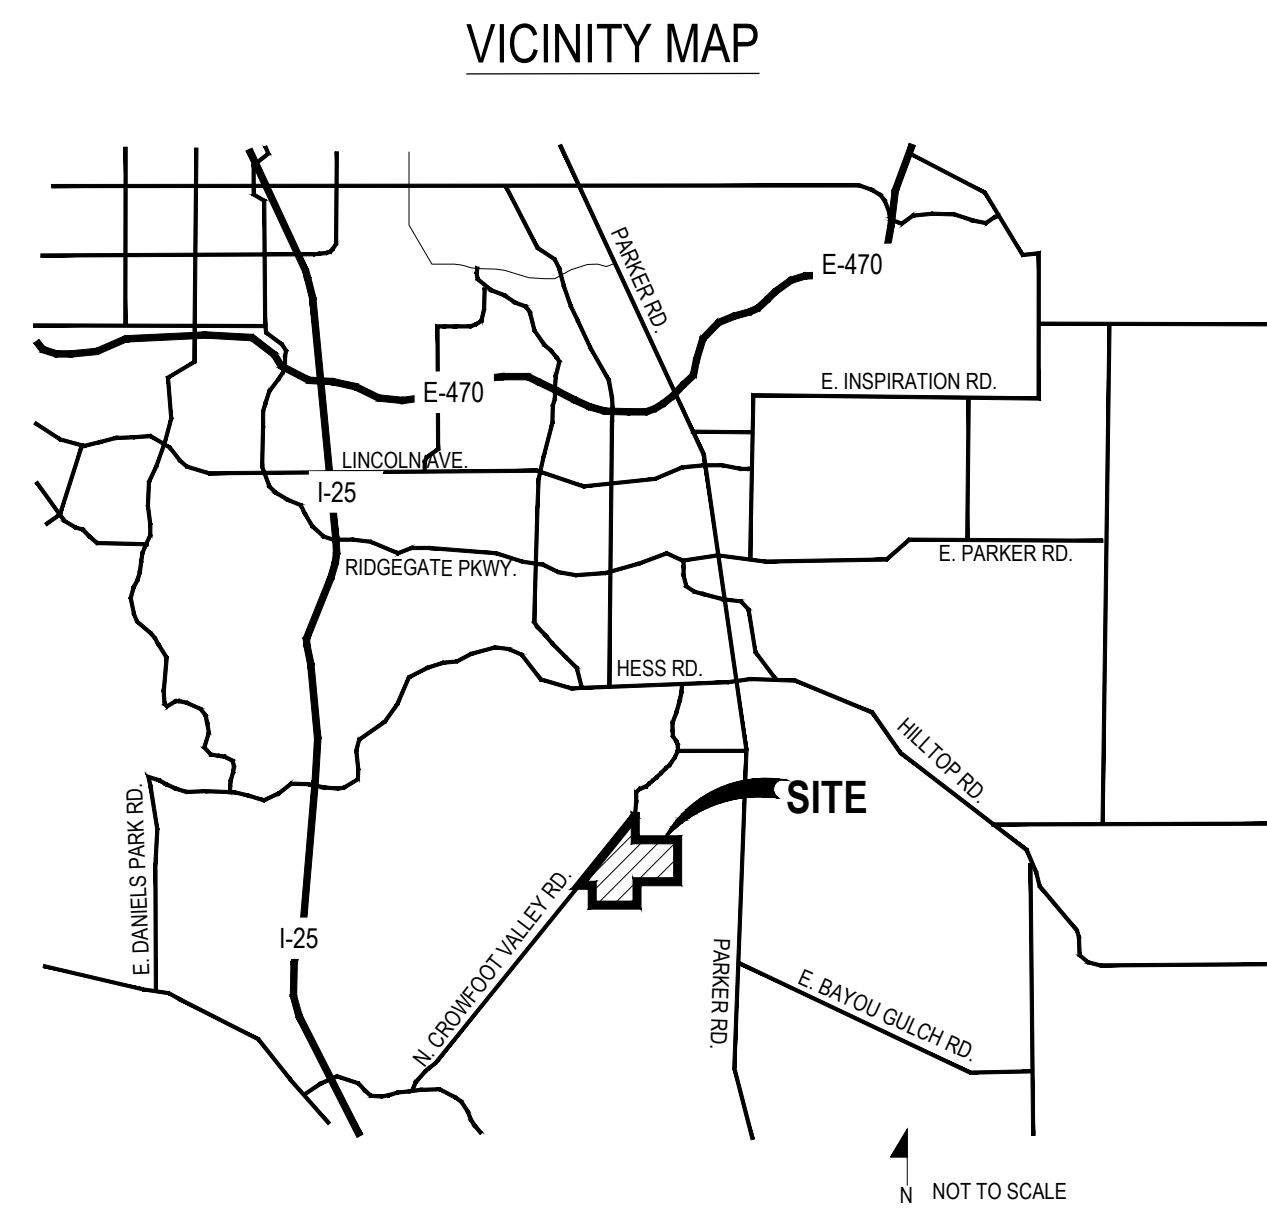 VICINITY MAP
PARKER RD.
E-470
E. INSPIRATION RD.
E-470
LINCOLN AVE.
I-25
E. PARKER RD.
RIDGEGATE PKWY.
HESS RD.
HILLTOP RD.
SITE
E. DANIELS PARK RD.
N. CROWFOOT VALLEY RD.
I-25
PARKER RD.
E. BAYOU GULCH RD.
N
NOT TO SCALE